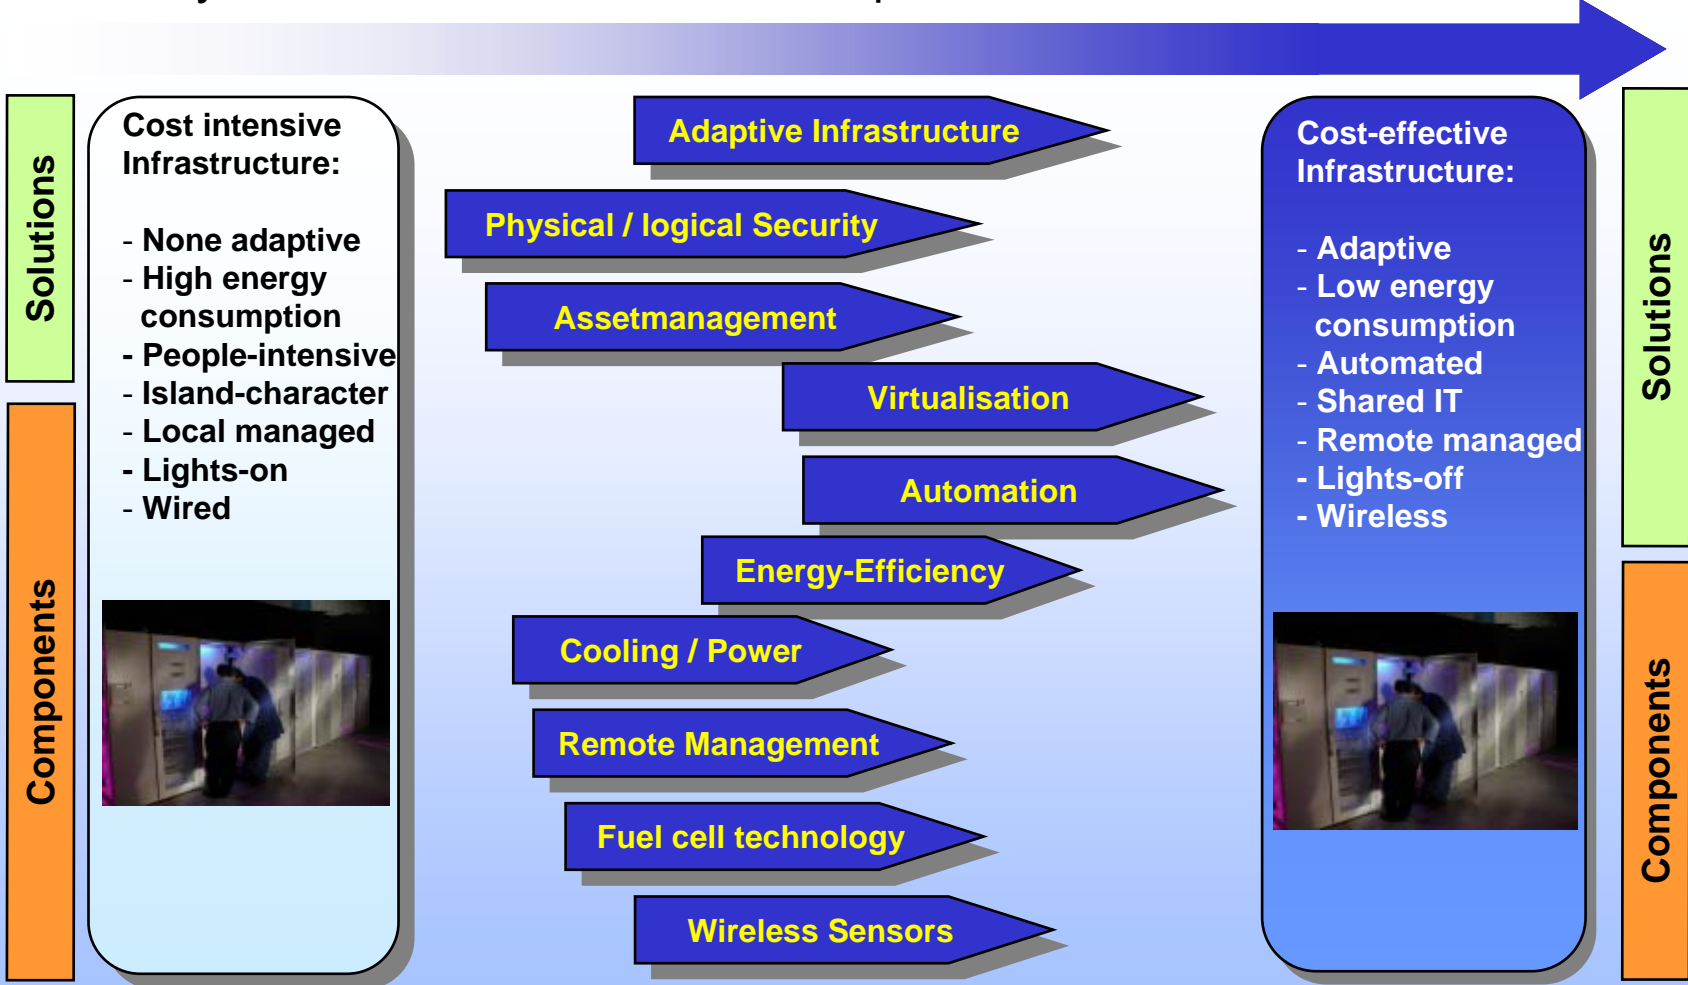 Solutions
Components
Cost intensive
Infrastructure:
- None adaptive
- High energy
consumption
- People-intensive
- Island-character
- Local managed
- Lights-on
- Wired
Adaptive Infrastructure
Physical / logical Security
Assetmanagement
Virtualisation
Automation
Energy-Efficiency
Cooling / Power
Remote Management
Fuel cell technology
Wireless Sensors
Cost-effective
Infrastructure:
- Adaptive
- Low energy
consumption
- Automated
- Shared IT
- Remote managed
- Lights-off
- Wireless
Solutions
Components